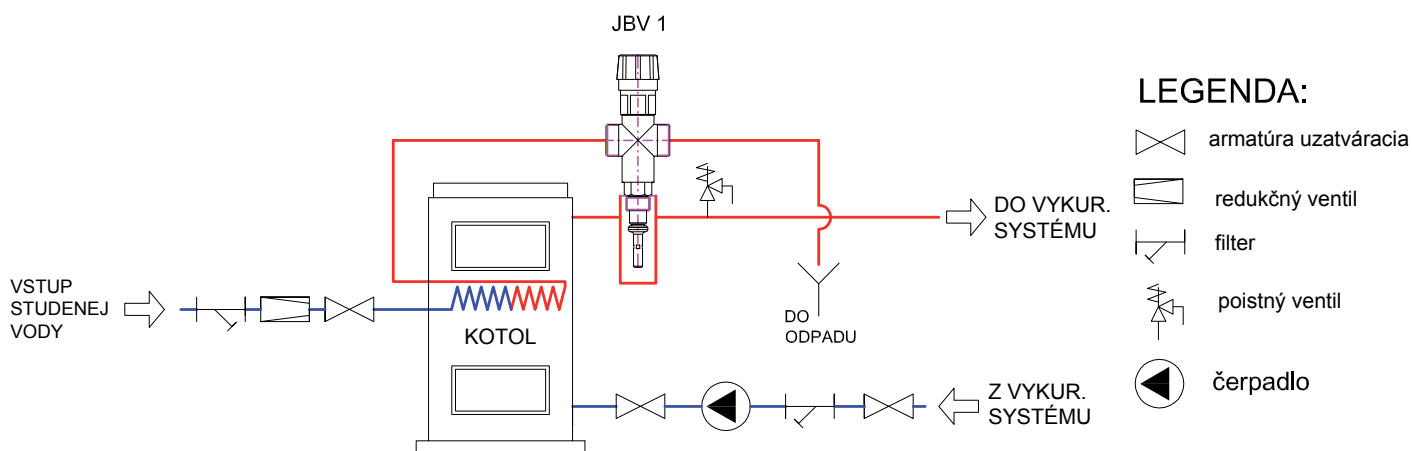 JBV 1
LEGENDA:
armatúra uzatváracia
redukčný ventil
filter
poistný ventil
čerpadlo
DO VYKUR.
SYSTÉMU
VSTUP
STUDENEJ
VODY
KOTOL
DO
ODPADU
Z VYKUR.
SYSTÉMU